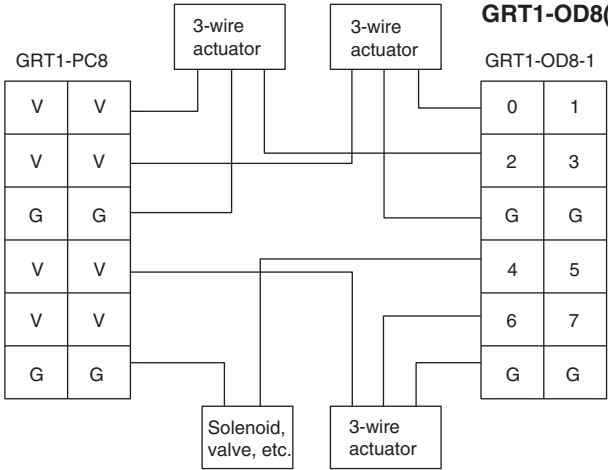 GRT1-OD8(
3-wire
actuator
3-wire
actuator
GRT1-PC8
GRT1-OD8-1
V V
0 1
V V
2 3
G G
G G
V V
4 5
V V
6 7
G G
G G
Solenoid,
valve, etc.
3-wire
actuator